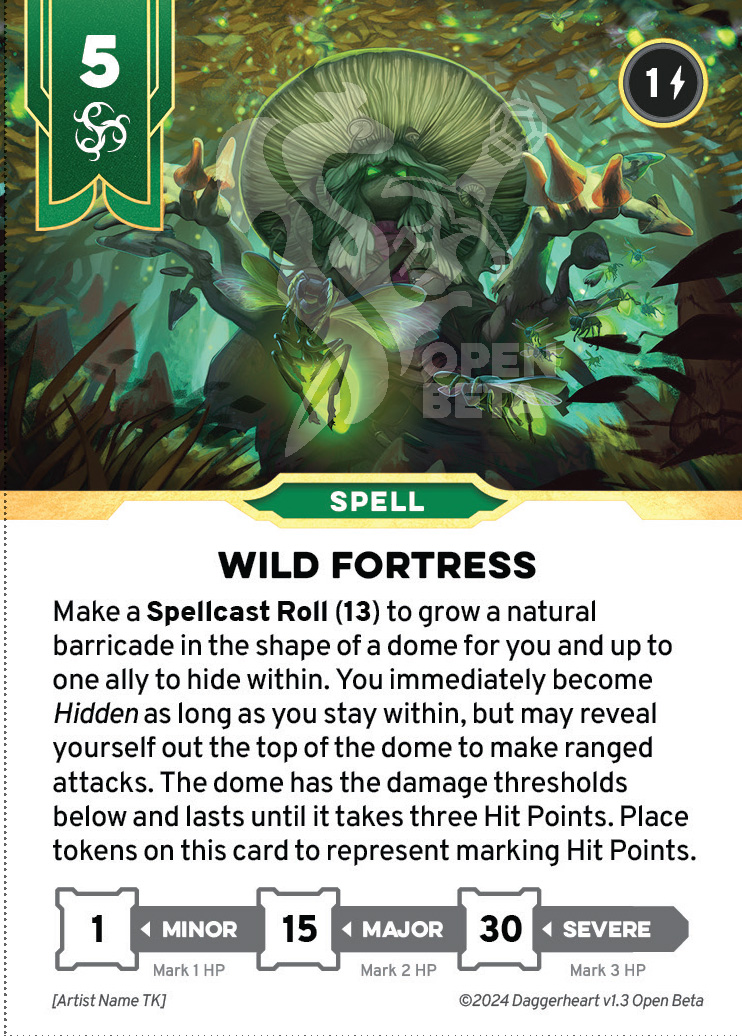 5
1
OPEN
BETA
SPELL
WILD FORTRESS
Make a Spellcast Roll (13) to grow a natural
barricade in the shape of a dome for you and up to
one ally to hide within. You immediately become
Hidden as long as you stay within, but may reveal
yourself out the top of the dome to make ranged
attacks. The dome has the damage thresholds
below and lasts until it takes three Hit Points. Place
tokens on this card to represent marking Hit Points.
1 MINOR 15 MAJOR 30 SEVERE
Mark 1 HP Mark 2 HP Mark 3 HP
[Artist Name TK] ©2024 Daggerheart v1.3 Open Beta